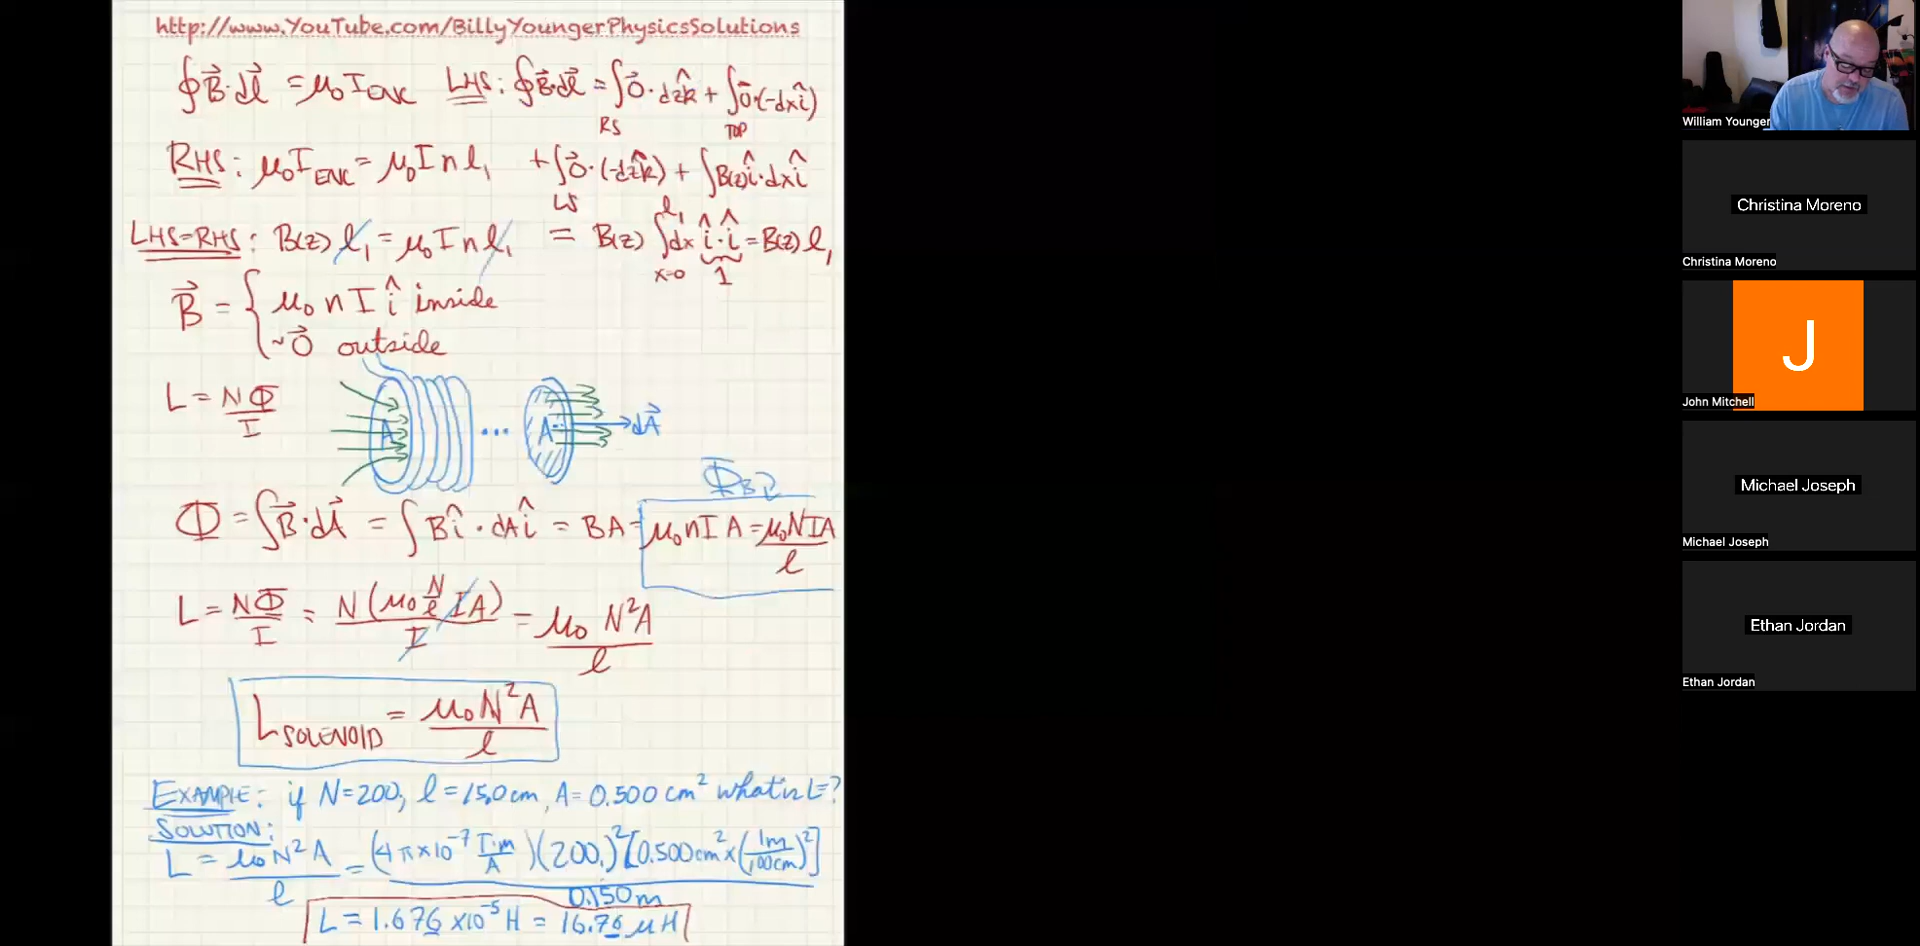 http://www.YouTube.com/BillyYoungerPhysicsSolutions
∮B⃗·dl⃗ = μ₀I_ENC   LHS: ∮B⃗·dl⃗ = ∫0⃗·dzk̂ + ∫0⃗·(-dxî)
RS TOP
RHS: μ₀I_ENC = μ₀Inl₁   + ∫0⃗·(-dzk̂) + ∫B(z)î·dxî
LS
LHS=RHS: B(z)l₁ = μ₀Inl₁   = B(z) ∫dx î·î = B(z)l₁
l₁
x=0 1
B⃗ = { μ₀nIî inside
~0⃗ outside
L = NΦ/I
A ... A dA⃗
Φ_B
Φ = ∫B⃗·dA⃗ = ∫Bî·dAî = BA = μ₀nIA = μ₀NIA/l
L = NΦ/I = N(μ₀ N/l IA)/I = μ₀N²A/l
L_SOLENOID = μ₀N²A/l
EXAMPLE: if N=200, l=15.0cm, A=0.500 cm² what is L=?
SOLUTION:
L = μ₀N²A/l = (4π×10⁻⁷ T·m/A)(200.)²[0.500cm²×(1m/100cm)²]/0.150m
L = 1.676 ×10⁻⁵H = 16.76 μH
William Younger
Christina Moreno
Christina Moreno
J
John Mitchell
Michael Joseph
Michael Joseph
Ethan Jordan
Ethan Jordan